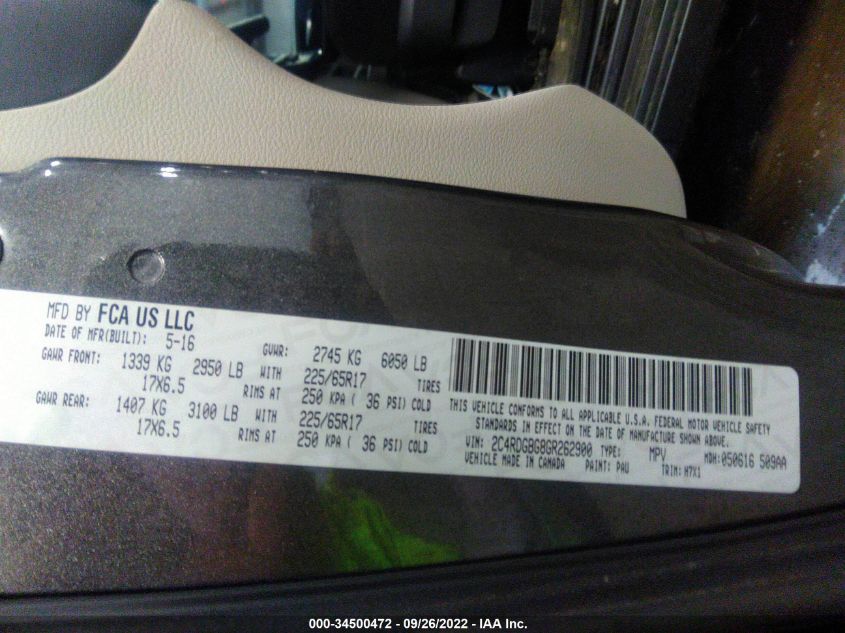 MFD BY FCA US LLC
DATE OF MFR(BUILT): 5-16 GVWR: 2745 KG 6050 LB
GAWR FRONT: 1339 KG 2950 LB WITH 225/65R17 TIRES
17X6.5 RIMS AT 250 KPA ( 36 PSI) COLD
GAWR REAR: 1407 KG 3100 LB WITH 225/65R17 TIRES
17X6.5 RIMS AT 250 KPA ( 36 PSI) COLD
THIS VEHICLE CONFORMS TO ALL APPLICABLE U.S.A. FEDERAL MOTOR VEHICLE SAFETY
STANDARDS IN EFFECT ON THE DATE OF MANUFACTURE SHOWN ABOVE.
VIN: 2C4RDGBG8GR262900 TYPE: MPV MDH: 050616 509AA
VEHICLE MADE IN CANADA PAINT: PAU TRIM: H7X1
000-34500472 - 09/26/2022 - IAA Inc.